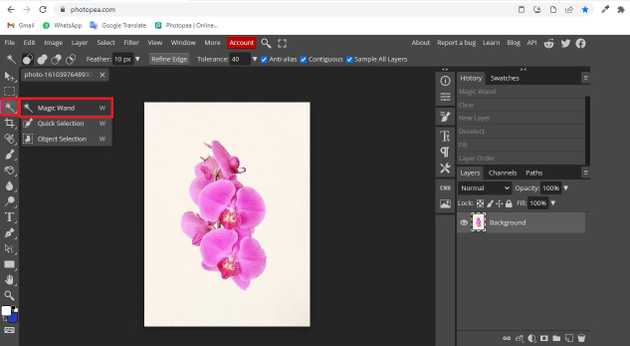 photopea.com
Gmail WhatsApp Google Translate Photopea | Online...
File Edit Image Layer Select Filter View Window More Account About Report a bug Learn Blog API
Feather: 10 px Refine Edge Tolerance: 40 Anti-alias Contiguous Sample All Layers
History Swatches
Magic Wand
Clear
New Layer
Deselect
Fill
Layer Order
Layers Channels Paths
Normal Opacity: 100%
Lock: Fill: 100%
Background
Magic Wand W
Quick Selection W
Object Selection W
CSS